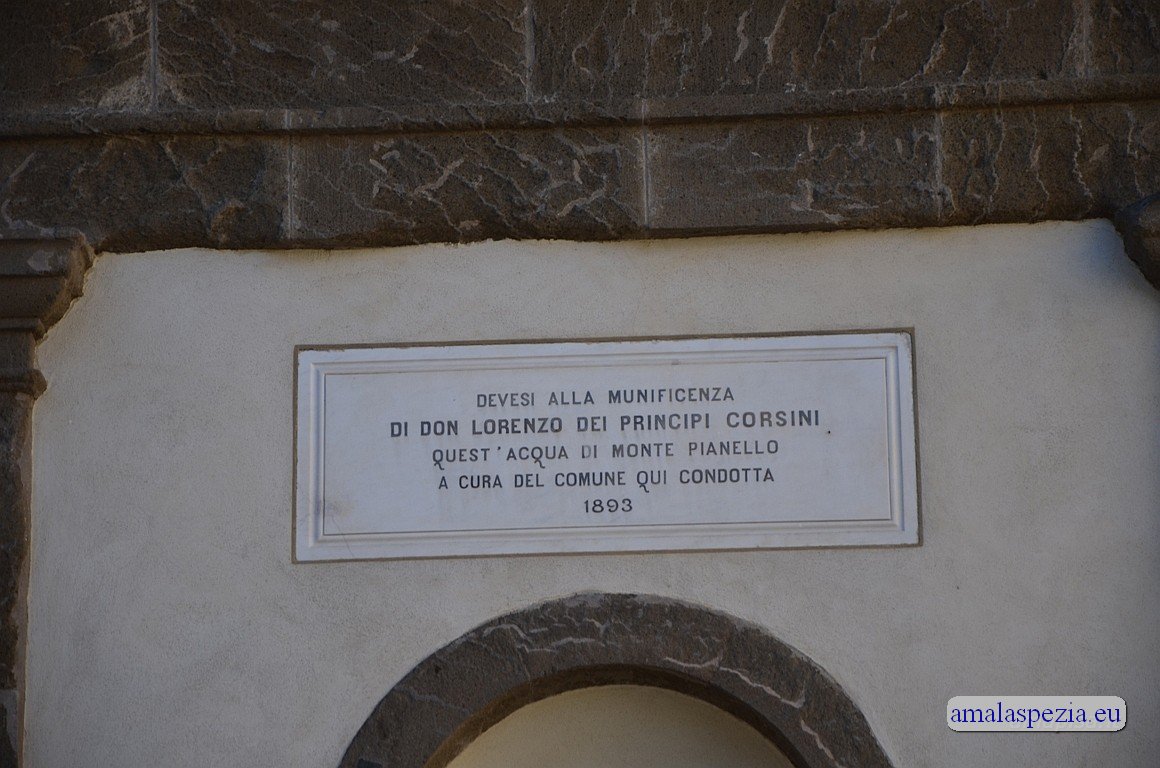 DEVESI ALLA MUNIFICENZA
DI DON LORENZO DEI PRINCIPI CORSINI
QUEST'ACQUA DI MONTE PIANELLO
A CURA DEL COMUNE QUI CONDOTTA
1893
amalaspezia.eu